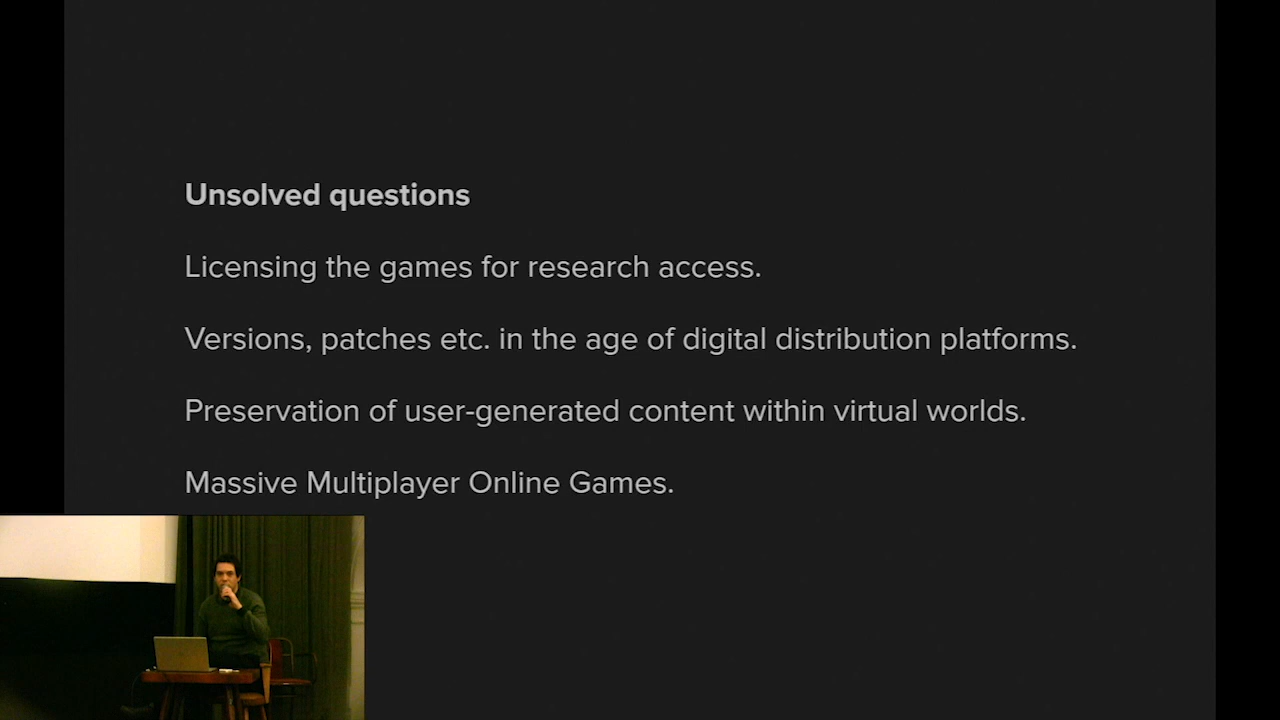 Unsolved questions
Licensing the games for research access.
Versions, patches etc. in the age of digital distribution platforms.
Preservation of user-generated content within virtual worlds.
Massive Multiplayer Online Games.